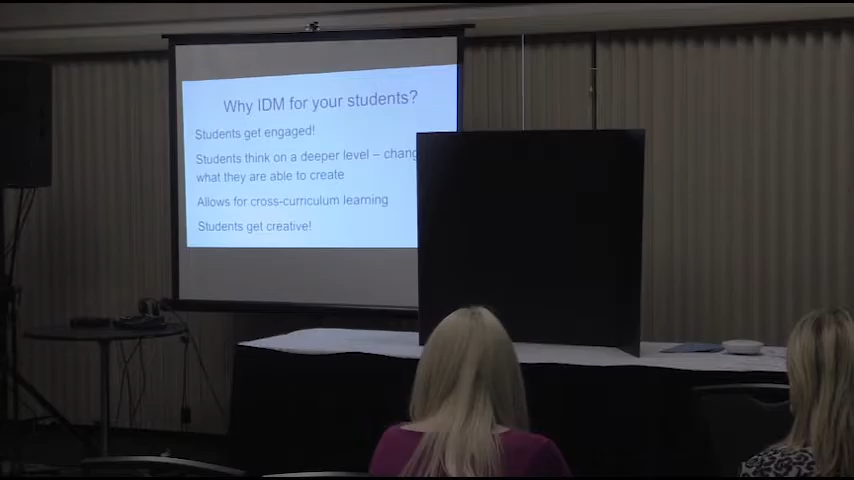 Why IDM for your students?
Students get engaged!
Students think on a deeper level – chang
what they are able to create
Allows for cross-curriculum learning
Students get creative!